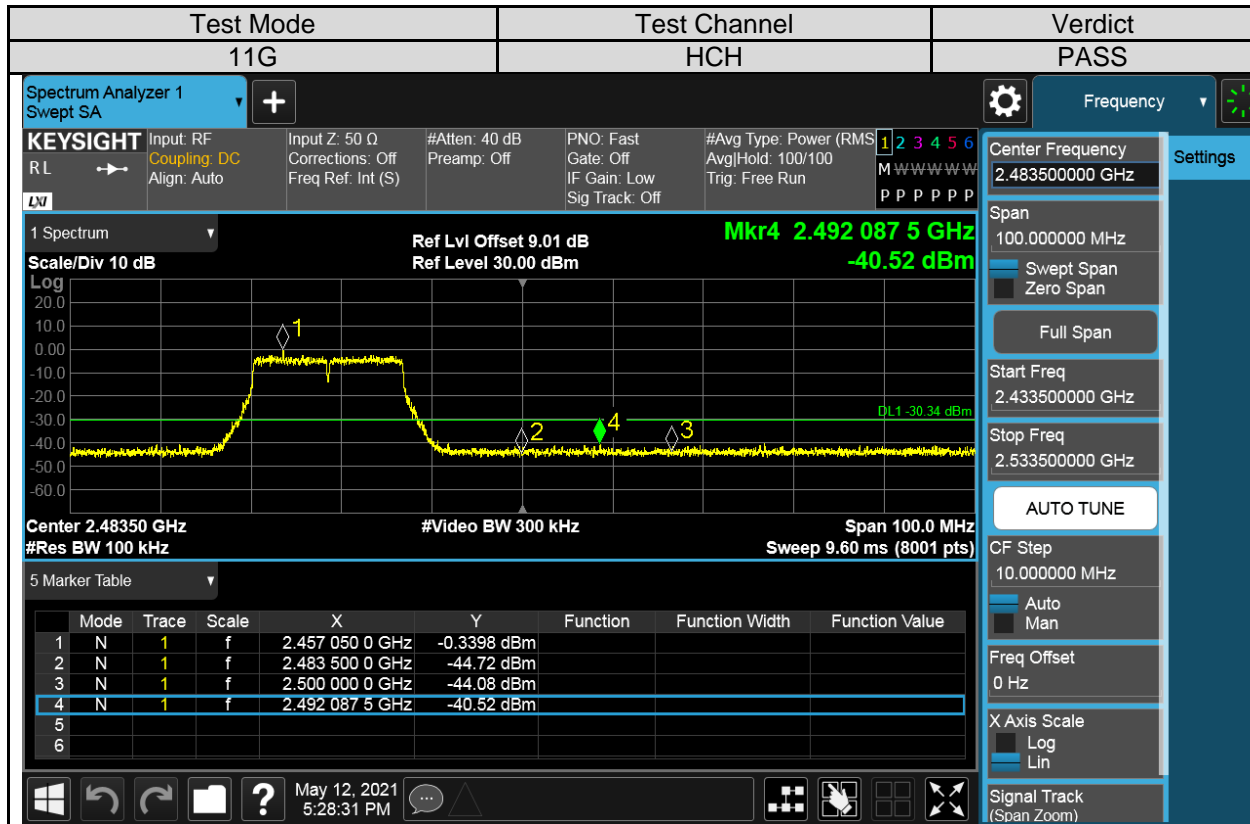 Test Mode Test Channel Verdict
11G HCH PASS
Spectrum Analyzer 1
Swept SA
+
Frequency
KEYSIGHT
RL
LXI
Input: RF
Coupling: DC
Align: Auto
Input Z: 50 Ω
Corrections: Off
Freq Ref: Int (S)
#Atten: 40 dB
Preamp: Off
PNO: Fast
Gate: Off
IF Gain: Low
Sig Track: Off
#Avg Type: Power (RMS
Avg|Hold: 100/100
Trig: Free Run
1 2 3 4 5 6
M W W W W W
P P P P P P
1 Spectrum
Scale/Div 10 dB
Ref Lvl Offset 9.01 dB
Ref Level 30.00 dBm
Mkr4 2.492 087 5 GHz
-40.52 dBm
Log
20.0
10.0
0.00
-10.0
-20.0
-30.0
-40.0
-50.0
-60.0
1
2
4
3
DL1 -30.34 dBm
Center 2.48350 GHz
#Video BW 300 kHz
Span 100.0 MHz
#Res BW 100 kHz
Sweep 9.60 ms (8001 pts)
5 Marker Table
Mode Trace Scale X Y Function Function Width Function Value
1 N 1 f 2.457 050 0 GHz -0.3398 dBm
2 N 1 f 2.483 500 0 GHz -44.72 dBm
3 N 1 f 2.500 000 0 GHz -44.08 dBm
4 N 1 f 2.492 087 5 GHz -40.52 dBm
5
6
?
May 12, 2021
5:28:31 PM
Center Frequency
2.483500000 GHz
Settings
Span
100.000000 MHz
Swept Span
Zero Span
Full Span
Start Freq
2.433500000 GHz
Stop Freq
2.533500000 GHz
AUTO TUNE
CF Step
10.000000 MHz
Auto
Man
Freq Offset
0 Hz
X Axis Scale
Log
Lin
Signal Track
(Span Zoom)